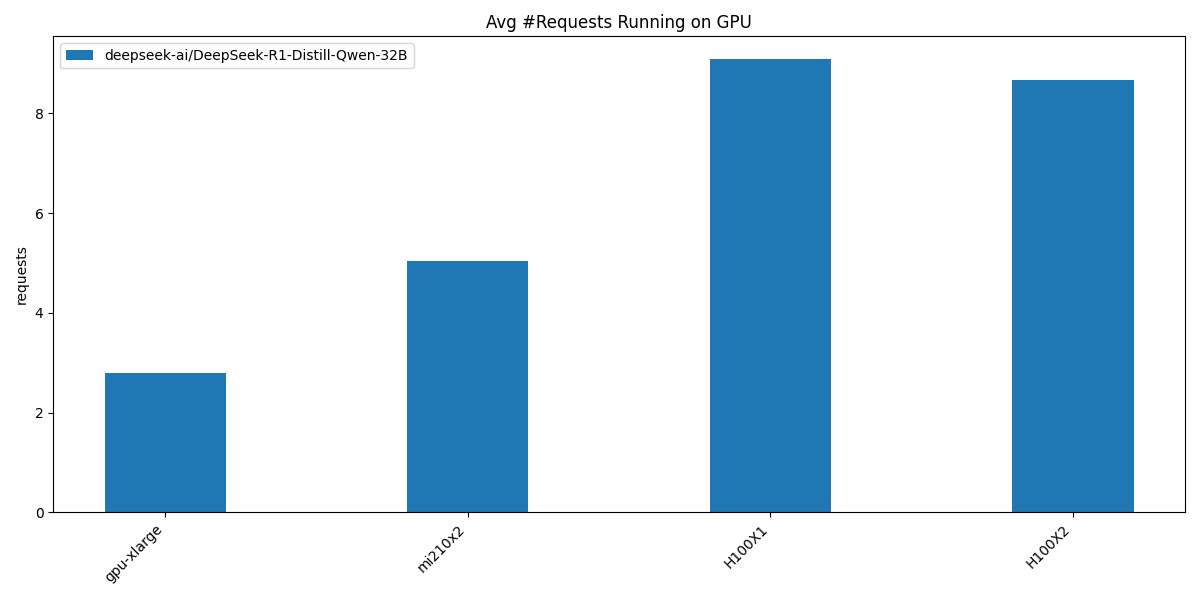 Avg #Requests Running on GPU
deepseek-ai/DeepSeek-R1-Distill-Qwen-32B
requests
8
6
4
2
0
gpu-xlarge
mi210x2
H100X1
H100X2